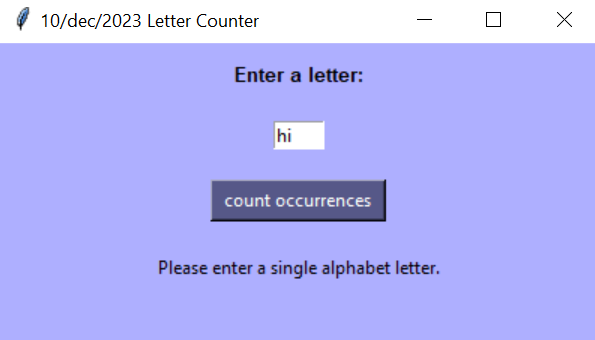 10/dec/2023 Letter Counter
Enter a letter:
hi
count occurrences
Please enter a single alphabet letter.